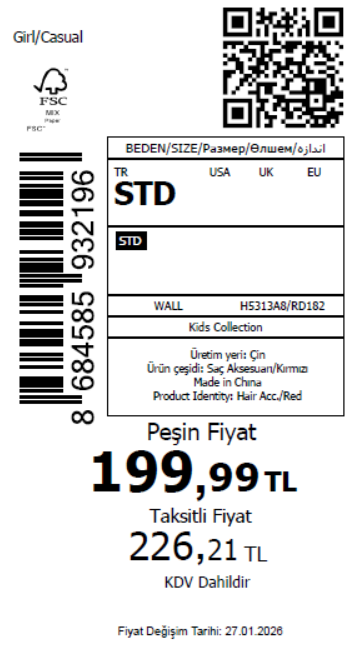 Girl/Casual
FSC
MIX
Paper
FSC™
8 684585 932196
BEDEN/SIZE/Размер/Өлшем/اندازه
TR USA UK EU
STD
STD
WALL H5313A8/RD182
Kids Collection
Üretim yeri: Çin
Ürün çeşidi: Saç Aksesuarı/Kırmızı
Made in China
Product Identity: Hair Acc./Red
Peşin Fiyat
199,99 TL
Taksitli Fiyat
226,21 TL
KDV Dahildir
Fiyat Değişim Tarihi: 27.01.2026